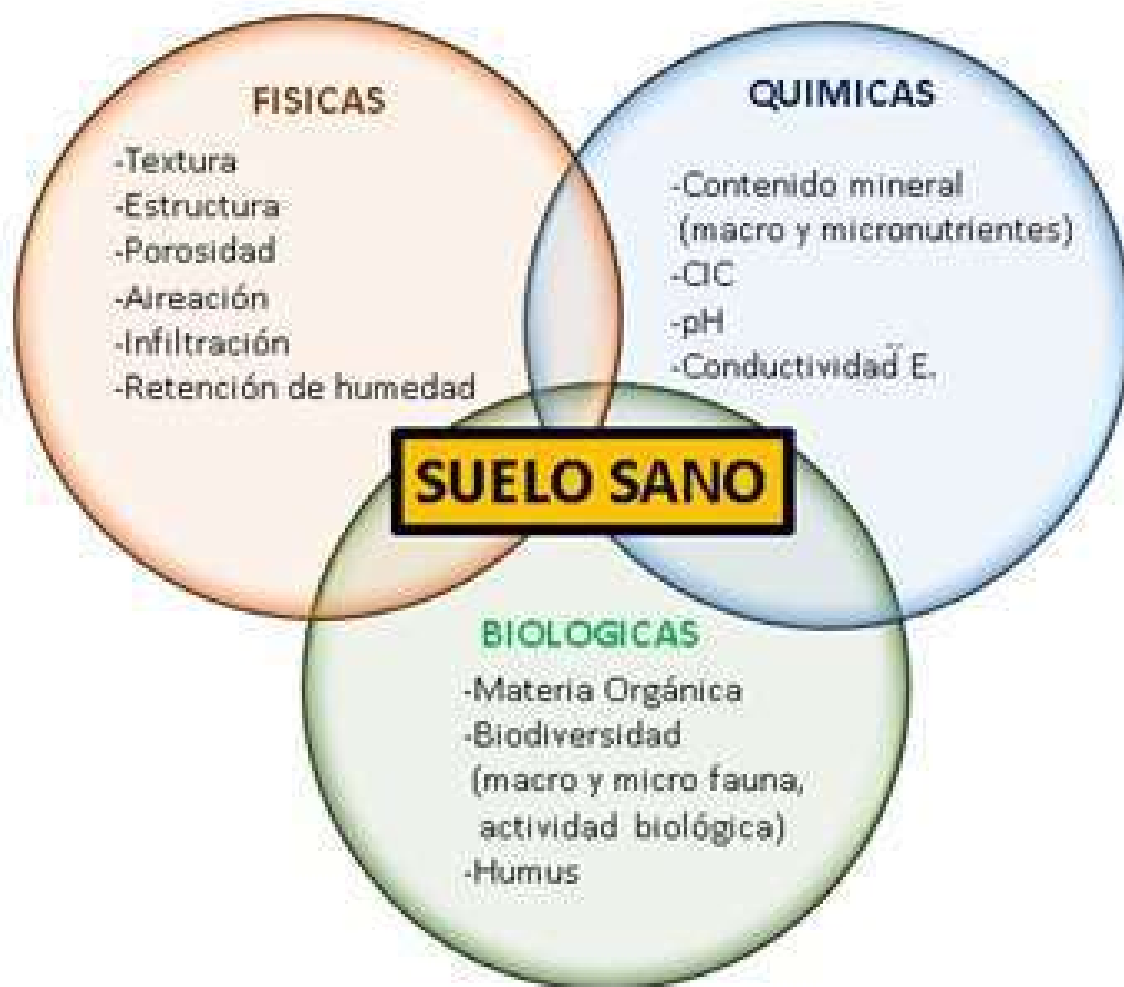 FISICAS
-Textura
-Estructura
-Porosidad
-Aireación
-Infiltración
-Retención de humedad
QUIMICAS
-Contenido mineral
(macro y micronutrientes)
-CIC
-pH
-Conductividad E.
SUELO SANO
BIOLOGICAS
-Materia Orgánica
-Biodiversidad
(macro y micro fauna,
actividad biológica)
-Humus